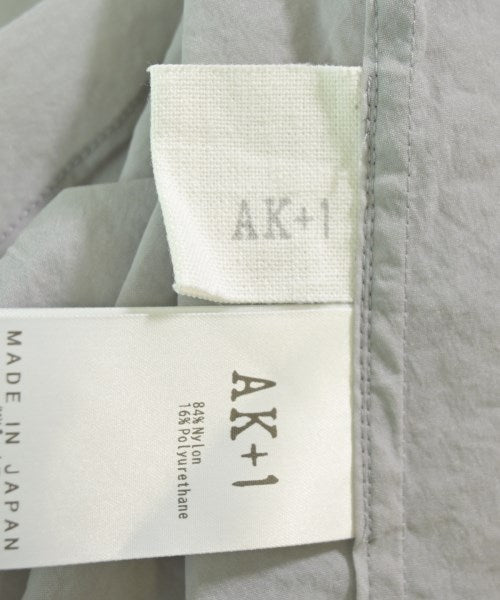 AK+1
AK+1
84% Nylon
16% Polyurethane
MADE IN JAPAN